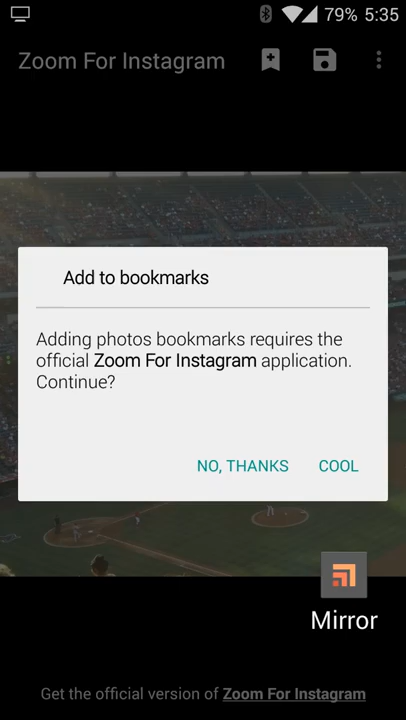 79% 5:35
Zoom For Instagram
Add to bookmarks
Adding photos bookmarks requires the
official Zoom For Instagram application.
Continue?
NO, THANKS COOL
Mirror
Get the official version of Zoom For Instagram